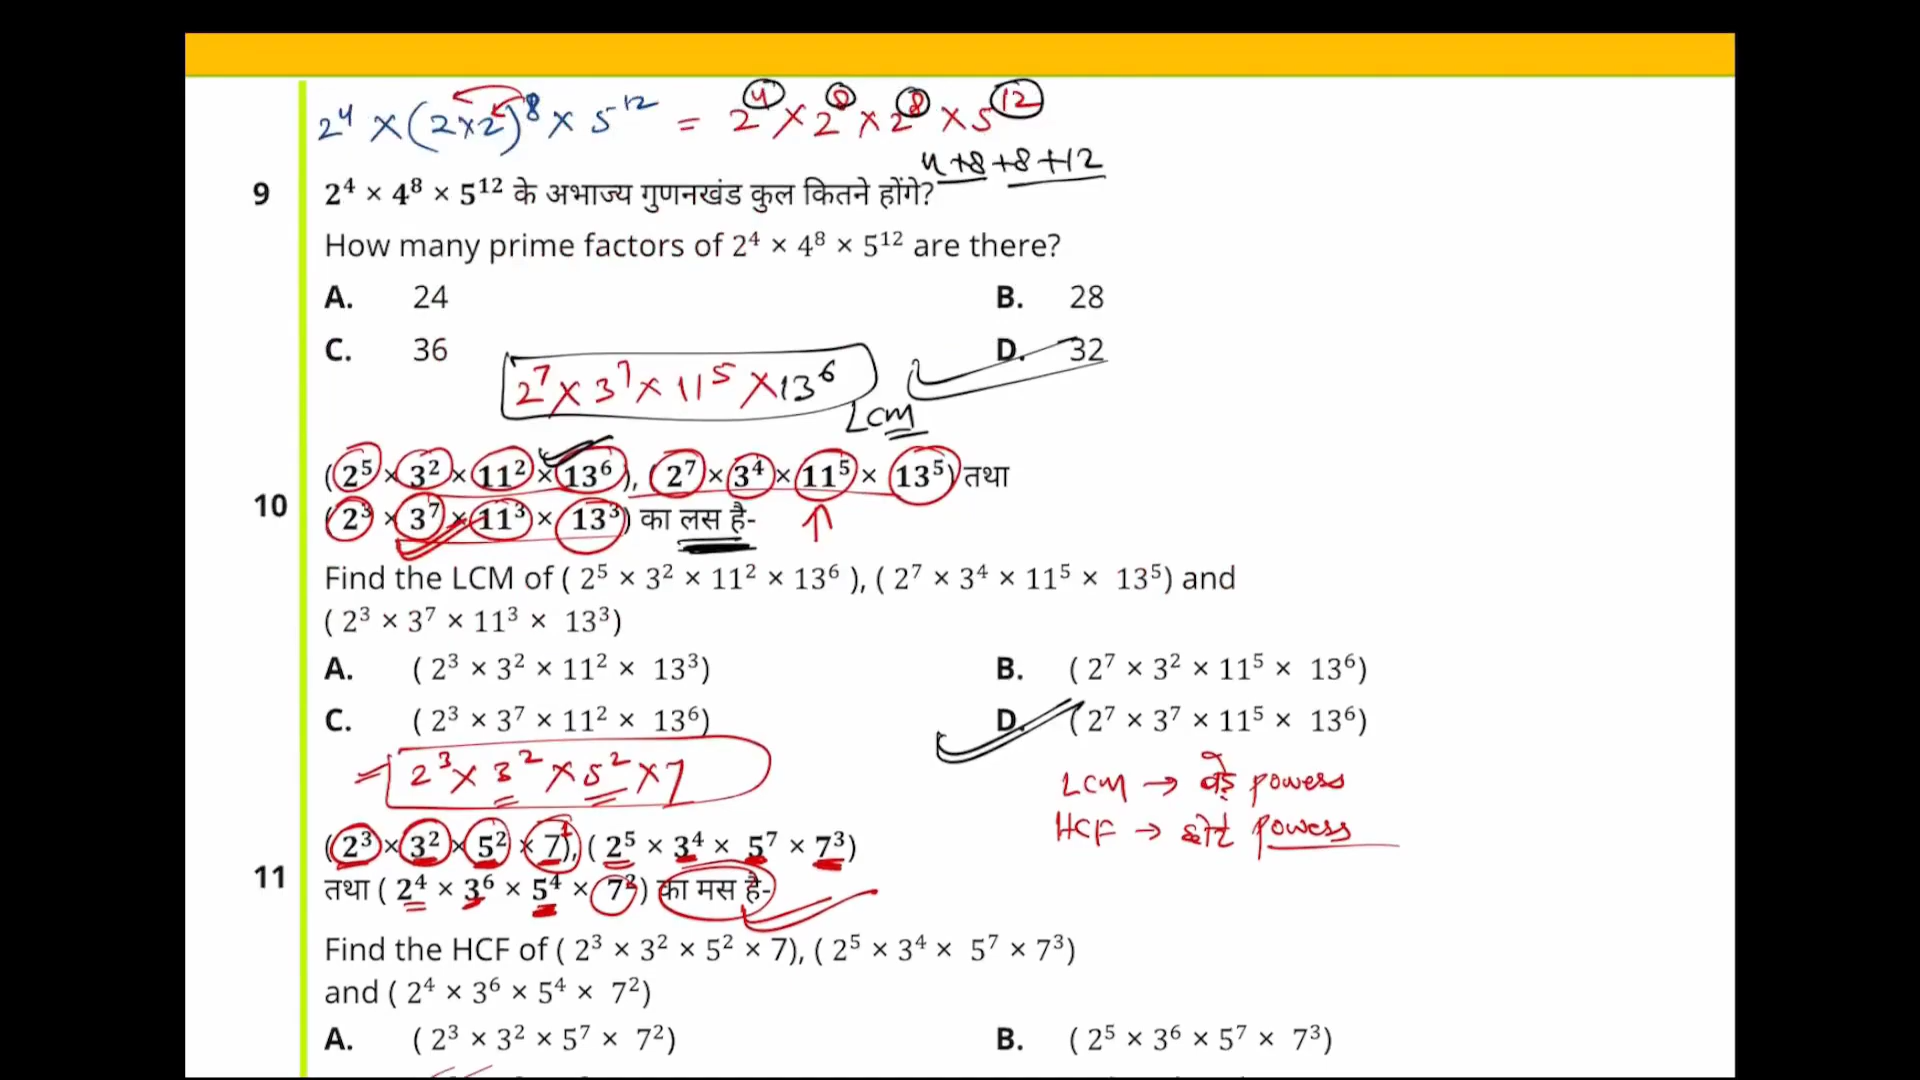 2⁴ × (2×2)⁸ × 5¹² = 2⁴ × 2⁸ × 2⁸ × 5¹²
4+8+8+12
9 2⁴ × 4⁸ × 5¹² के अभाज्य गुणनखंड कुल कितने होंगे?
How many prime factors of 2⁴ × 4⁸ × 5¹² are there?
A. 24 B. 28
C. 36 D. 32
2⁷ × 3⁷ × 11⁵ × 13⁶
Lcm
(2⁵ × 3² × 11² × 13⁶), (2⁷ × 3⁴ × 11⁵ × 13⁵) तथा
10 (2³ × 3⁷ × 11³ × 13³) का लस है-
Find the LCM of ( 2⁵ × 3² × 11² × 13⁶ ), ( 2⁷ × 3⁴ × 11⁵ × 13⁵) and
( 2³ × 3⁷ × 11³ × 13³)
A. ( 2³ × 3² × 11² × 13³) B. ( 2⁷ × 3² × 11⁵ × 13⁶)
C. ( 2³ × 3⁷ × 11² × 13⁶) D. ( 2⁷ × 3⁷ × 11⁵ × 13⁶)
= 2³ × 3² × 5² × 7
Lcm → बड़े powers
HCF → छोटे powers
(2³ × 3² × 5² × 7¹), ( 2⁵ × 3⁴ × 5⁷ × 7³)
11 तथा ( 2⁴ × 3⁶ × 5⁴ × 7²) का मस है-
Find the HCF of ( 2³ × 3² × 5² × 7), ( 2⁵ × 3⁴ × 5⁷ × 7³)
and ( 2⁴ × 3⁶ × 5⁴ × 7²)
A. ( 2³ × 3² × 5⁷ × 7²) B. ( 2⁵ × 3⁶ × 5⁷ × 7³)